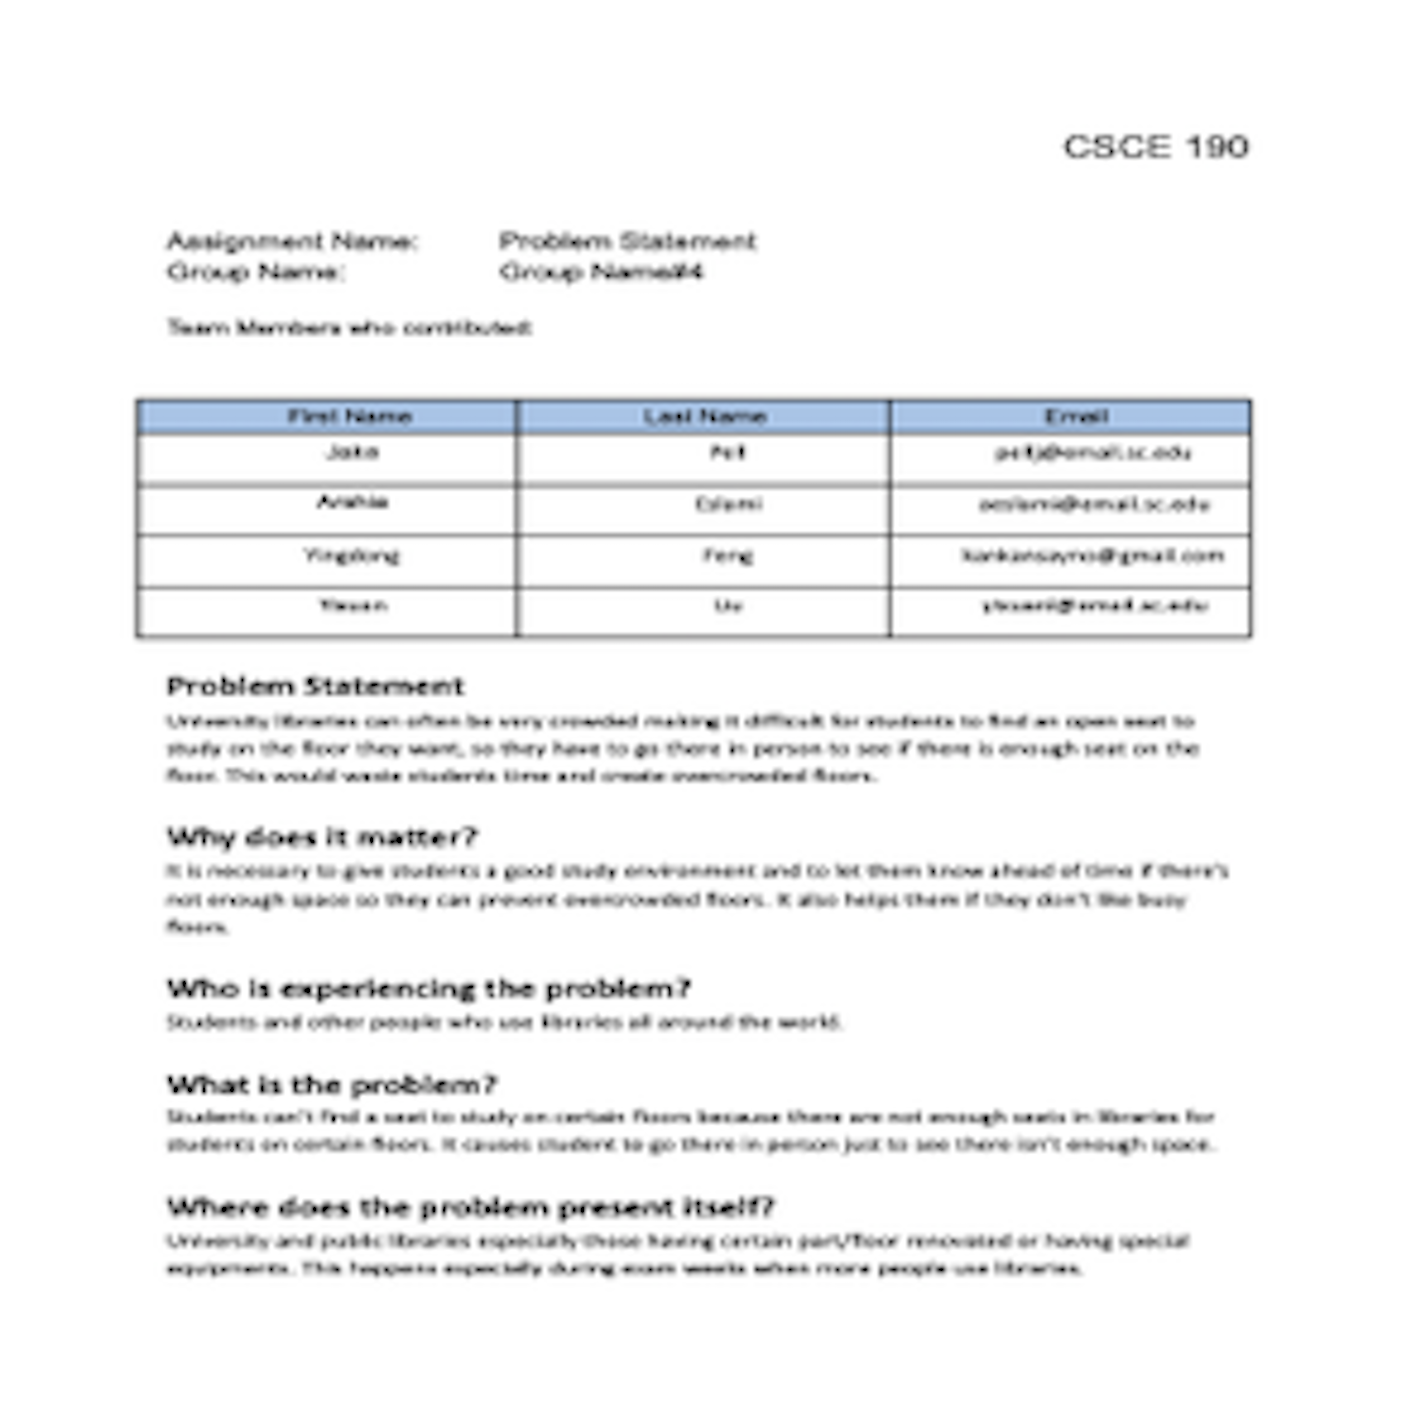 CSCE 190
Assignment Name: Problem Statement
Group Name: Group Name#4
Team Members who contributed:
First Name Last Name Email
Pelt peltj@email.sc.edu
Eslami aeslami@email.sc.edu
Yingdong Feng kankansayno@gmail.com
Yixuan
Problem Statement
University libraries can often be very crowded making it difficult for students to find an open seat to
study on the floor they want, so they have to go there in person to see if there is enough seat on the
floor. This would waste students time and create overcrowded floors.
Why does it matter?
It is necessary to give students a good study environment and to let them know ahead of time if there's
not enough space so they can prevent overcrowded floors. It also helps them if they don't like busy
floors.
Who is experiencing the problem?
Students and other people who use libraries all around the world.
What is the problem?
Students can't find a seat to study on certain floors because there are not enough seats in libraries for
students on certain floors. It causes student to go there in person just to see there isn't enough space.
Where does the problem present itself?
University and public libraries especially those having certain part/floor renovated or having special
equipments. This happens especially during exam weeks when more people use libraries.